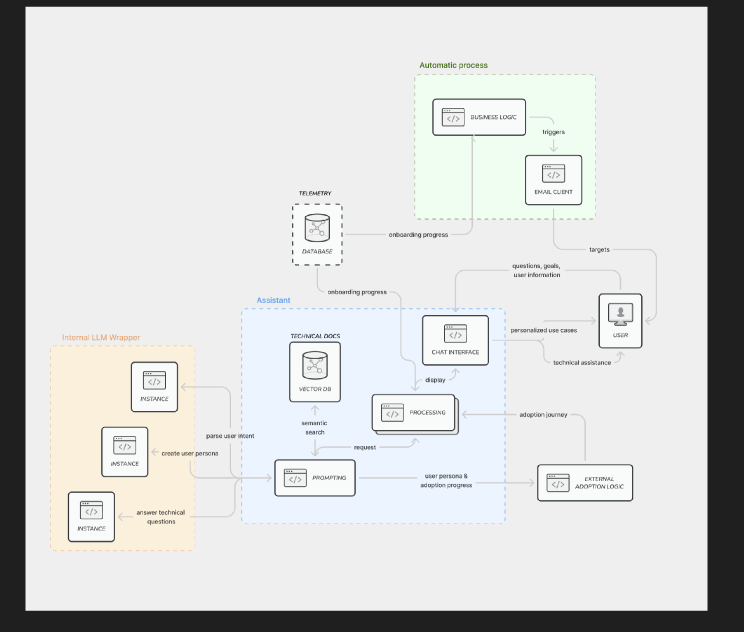 Automatic process
BUSINESS LOGIC
triggers
EMAIL CLIENT
TELEMETRY
DATABASE
onboarding progress
targets
questions, goals,
user information
onboarding progress
Assistant
USER
personalized use cases
TECHNICAL DOCS
CHAT INTERFACE
technical assistance
Internal LLM Wrapper
VECTOR DB
display
INSTANCE
PROCESSING
adoption journey
semantic
search
parse user intent
request
create user personas
INSTANCE
PROMPTING
user persona &
adoption progress
EXTERNAL
ADOPTION LOGIC
answer technical
questions
INSTANCE